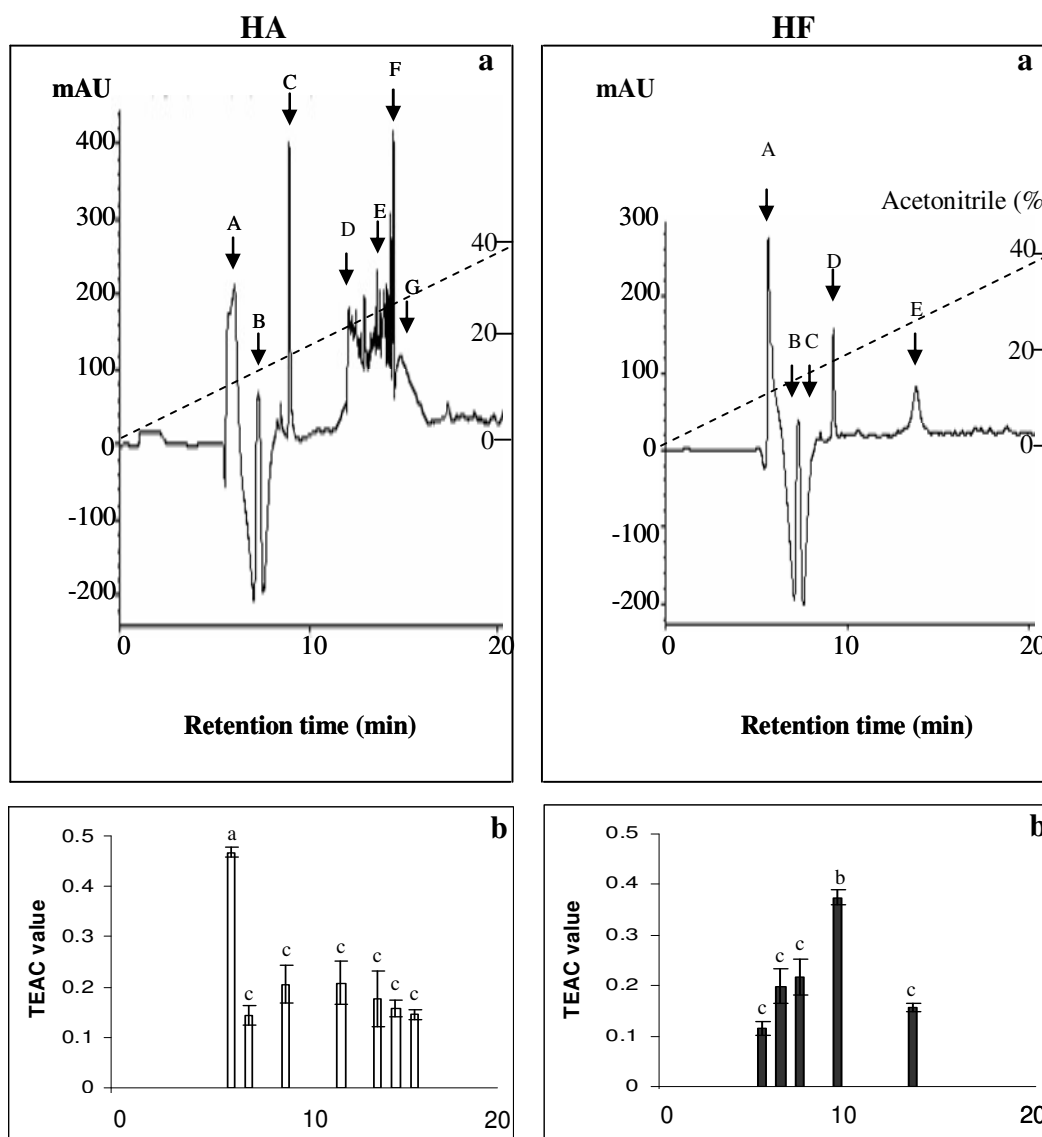 HA
a
mAU
400
300
200
100
0
-100
-200
A
B
C
D
E
F
G
40
20
0
0 10 20
Retention time (min)
HF
a
mAU
Acetonitrile (%
300
200
100
0
-100
-200
A
B C
D
E
40
20
0
0 10 20
Retention time (min)
b
TEAC value
0.5
0.4
0.3
0.2
0.1
0
a
c
c
c
c
c
c
0 10 20
b
TEAC value
0.5
0.4
0.3
0.2
0.1
0
c
c
c
b
c
0 10 20